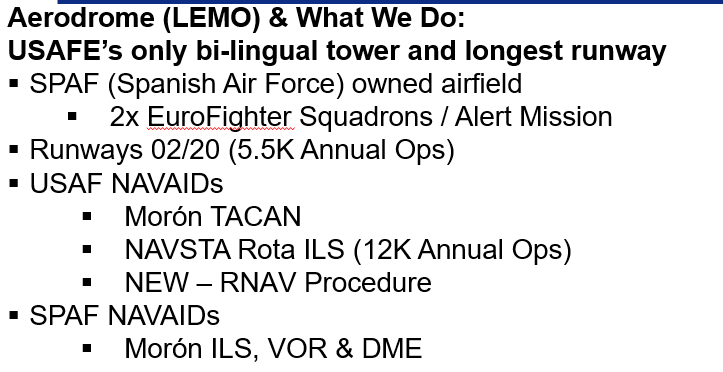 Aerodrome (LEMO) & What We Do:
USAFE's only bi-lingual tower and longest runway
▪ SPAF (Spanish Air Force) owned airfield
▪ 2x EuroFighter Squadrons / Alert Mission
▪ Runways 02/20 (5.5K Annual Ops)
▪ USAF NAVAIDs
▪ Morón TACAN
▪ NAVSTA Rota ILS (12K Annual Ops)
▪ NEW – RNAV Procedure
▪ SPAF NAVAIDs
▪ Morón ILS, VOR & DME